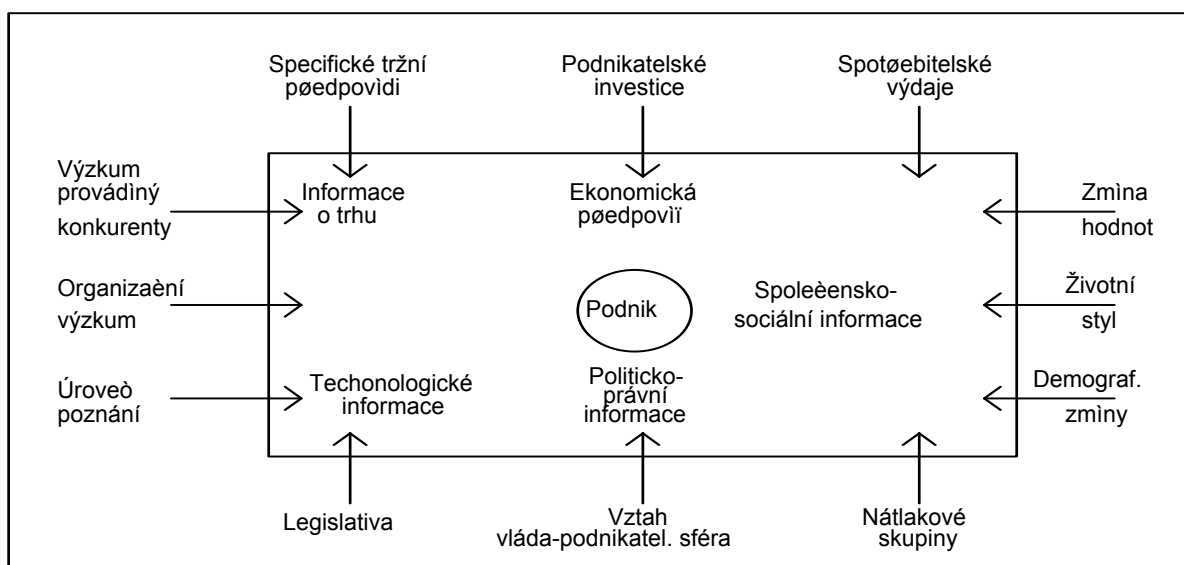 Specifické tržní
pøedpovìdi
Podnikatelské
investice
Spotøebitelské
výdaje
Výzkum
provádìný
konkurenty
Informace
o trhu
Ekonomická
pøedpovìï
Zmìna
hodnot
Organizaèní
výzkum
Podnik
Spoleèensko-
sociální informace
Životní
styl
Úroveò
poznání
Techonologické
informace
Politicko-
právní
informace
Demograf.
zmìny
Legislativa
Vztah
vláda-podnikatel. sféra
Nátlakové
skupiny